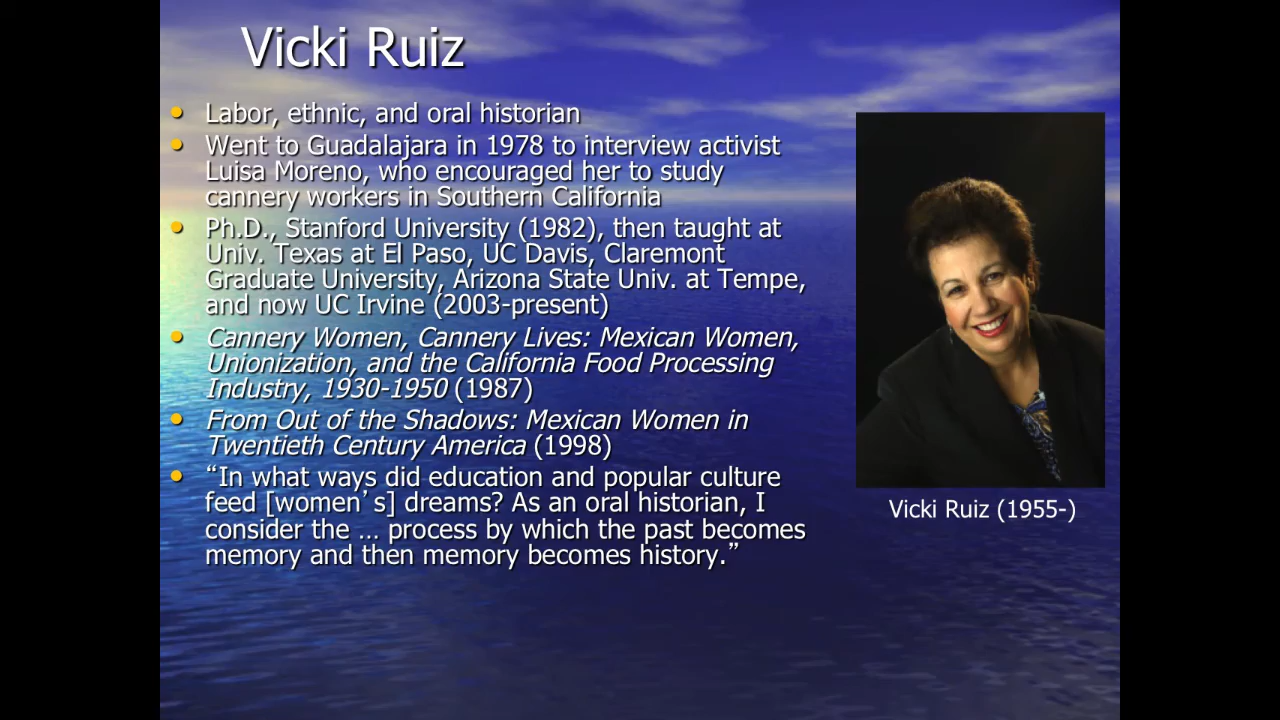 Vicki Ruiz
• Labor, ethnic, and oral historian
• Went to Guadalajara in 1978 to interview activist
Luisa Moreno, who encouraged her to study
cannery workers in Southern California
• Ph.D., Stanford University (1982), then taught at
Univ. Texas at El Paso, UC Davis, Claremont
Graduate University, Arizona State Univ. at Tempe,
and now UC Irvine (2003-present)
• Cannery Women, Cannery Lives: Mexican Women,
Unionization, and the California Food Processing
Industry, 1930-1950 (1987)
• From Out of the Shadows: Mexican Women in
Twentieth Century America (1998)
• “In what ways did education and popular culture
feed [women’s] dreams? As an oral historian, I
consider the … process by which the past becomes
memory and then memory becomes history.”
Vicki Ruiz (1955-)